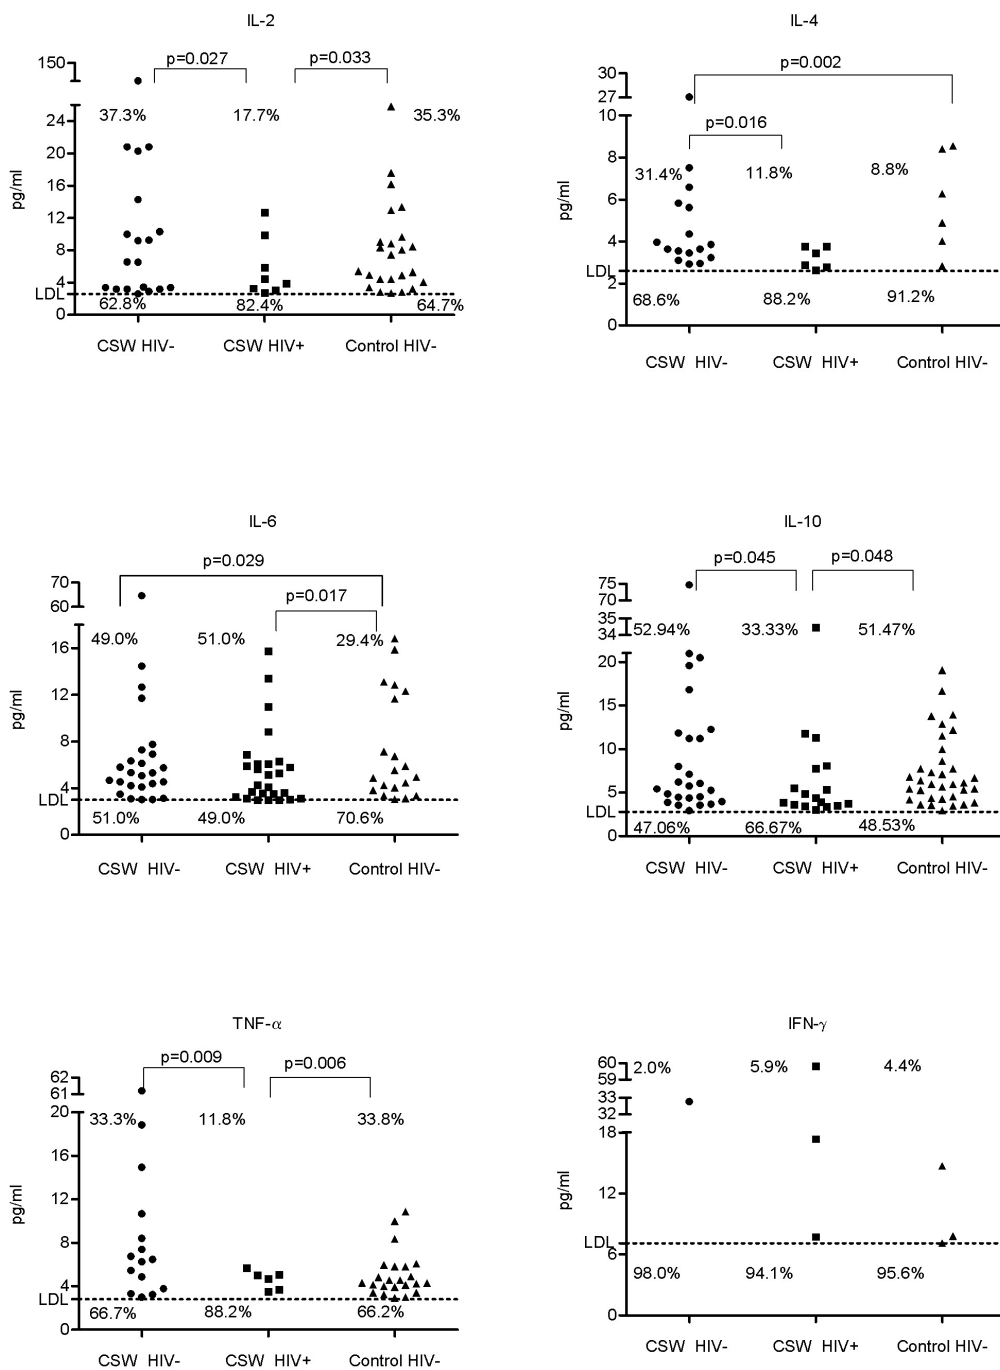 IL-2
p=0.027
p=0.033
150
37.3%
17.7%
35.3%
24
20
16
12
8
4
LDL
0
pg/ml
62.8%
82.4%
64.7%
CSW HIV-
CSW HIV+
Control HIV-
IL-4
p=0.002
p=0.016
30
27
10
8
6
4
LDL
2
0
pg/ml
31.4%
11.8%
8.8%
68.6%
88.2%
91.2%
CSW HIV-
CSW HIV+
Control HIV-
IL-6
p=0.029
p=0.017
70
60
49.0%
51.0%
29.4%
16
12
8
4
LDL
0
pg/ml
51.0%
49.0%
70.6%
CSW HIV-
CSW HIV+
Control HIV-
IL-10
p=0.045
p=0.048
75
70
35
34
52.94%
33.33%
51.47%
20
15
10
5
LDL
0
pg/ml
47.06%
66.67%
48.53%
CSW HIV-
CSW HIV+
Control HIV-
TNF-α
p=0.009
p=0.006
62
61
20
33.3%
11.8%
33.8%
16
12
8
4
LDL
0
pg/ml
66.7%
88.2%
66.2%
CSW HIV-
CSW HIV+
Control HIV-
IFN-γ
60
59
2.0%
5.9%
4.4%
33
32
18
12
LDL
6
0
pg/ml
98.0%
94.1%
95.6%
CSW HIV-
CSW HIV+
Control HIV-